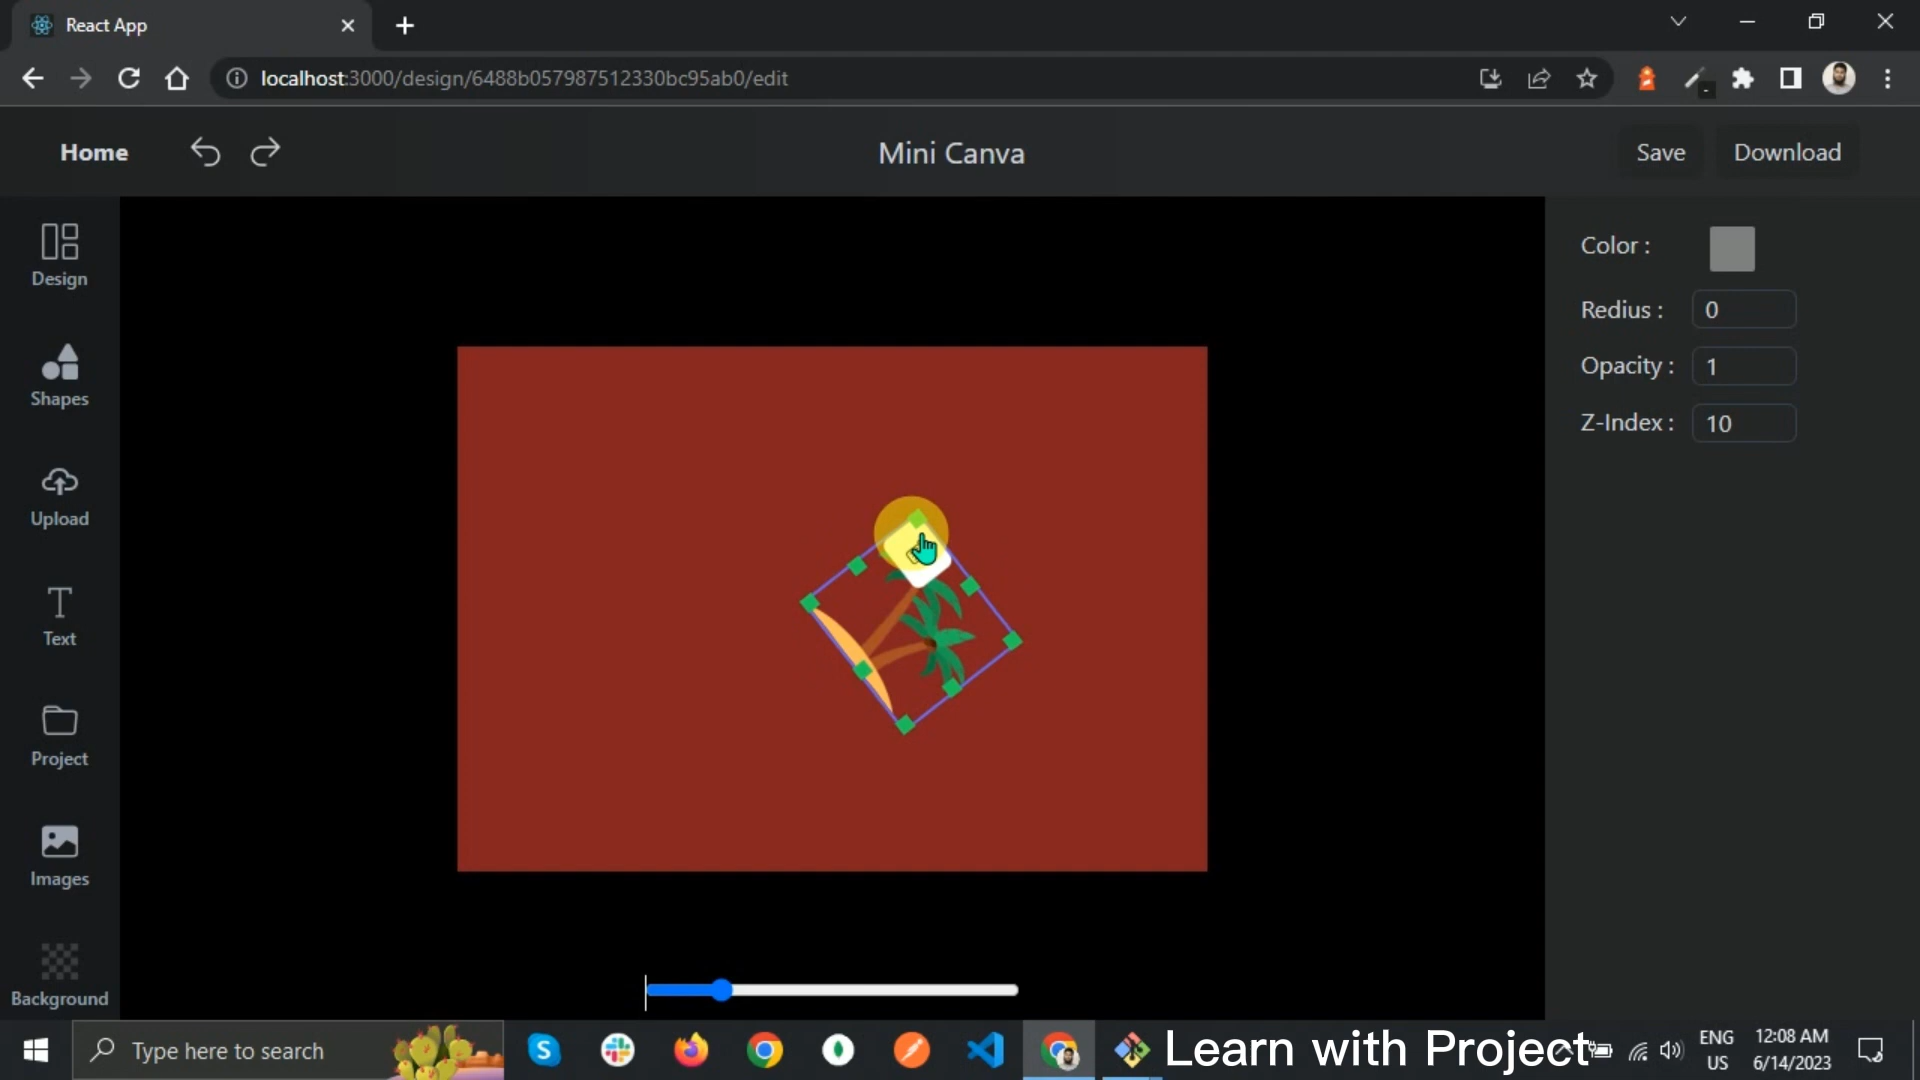 React App
localhost:3000/design/6488b057987512330bc95ab0/edit
Home
Mini Canva
Save
Download
Design
Shapes
Upload
Text
Project
Images
Background
Color :
Redius :
0
Opacity :
1
Z-Index :
10
Type here to search
Learn with Project
ENG
US
12:08 AM
6/14/2023